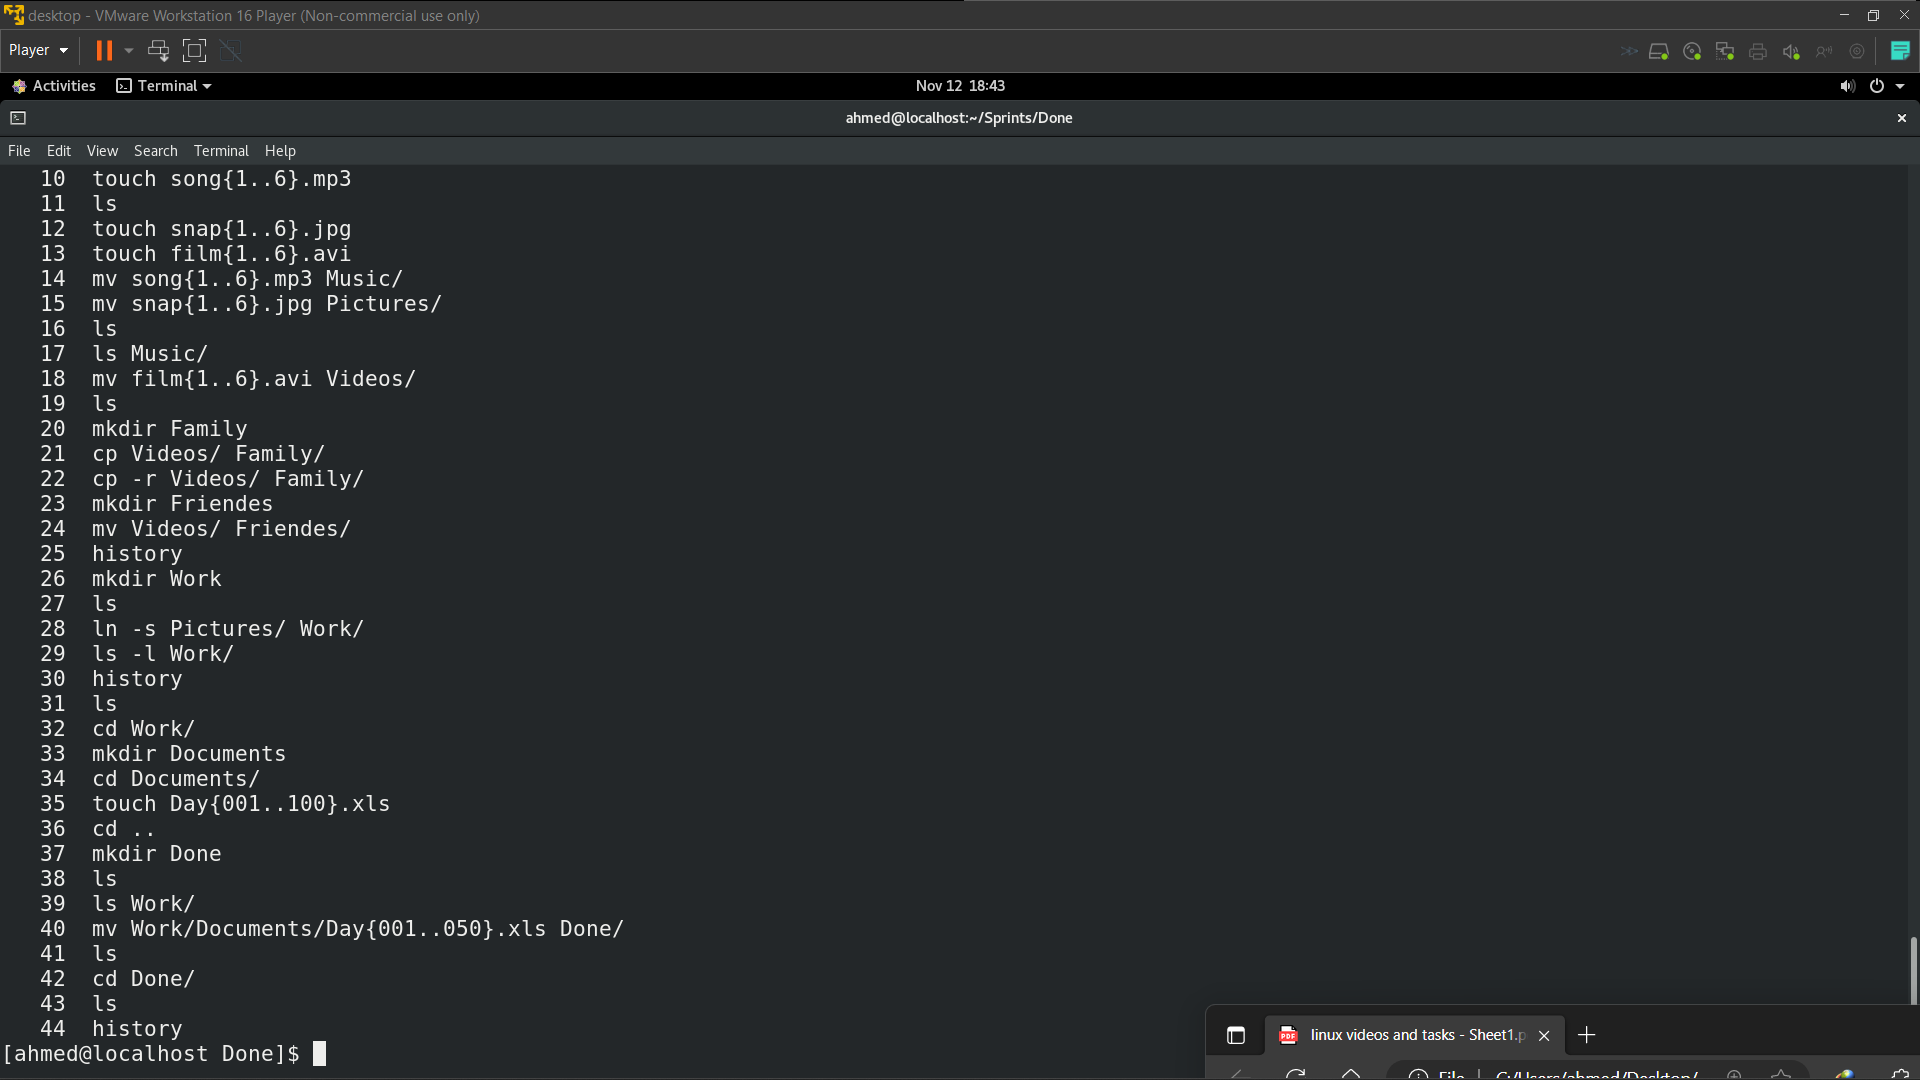 desktop - VMware Workstation 16 Player (Non-commercial use only)
Player
Activities Terminal Nov 12 18:43
ahmed@localhost:~/Sprints/Done
File Edit View Search Terminal Help
10 touch song{1..6}.mp3
11 ls
12 touch snap{1..6}.jpg
13 touch film{1..6}.avi
14 mv song{1..6}.mp3 Music/
15 mv snap{1..6}.jpg Pictures/
16 ls
17 ls Music/
18 mv film{1..6}.avi Videos/
19 ls
20 mkdir Family
21 cp Videos/ Family/
22 cp -r Videos/ Family/
23 mkdir Friendes
24 mv Videos/ Friendes/
25 history
26 mkdir Work
27 ls
28 ln -s Pictures/ Work/
29 ls -l Work/
30 history
31 ls
32 cd Work/
33 mkdir Documents
34 cd Documents/
35 touch Day{001..100}.xls
36 cd ..
37 mkdir Done
38 ls
39 ls Work/
40 mv Work/Documents/Day{001..050}.xls Done/
41 ls
42 cd Done/
43 ls
44 history
[ahmed@localhost Done]$
PDF linux videos and tasks - Sheet1.p
File | C:/Users/ahmed/Desktop/